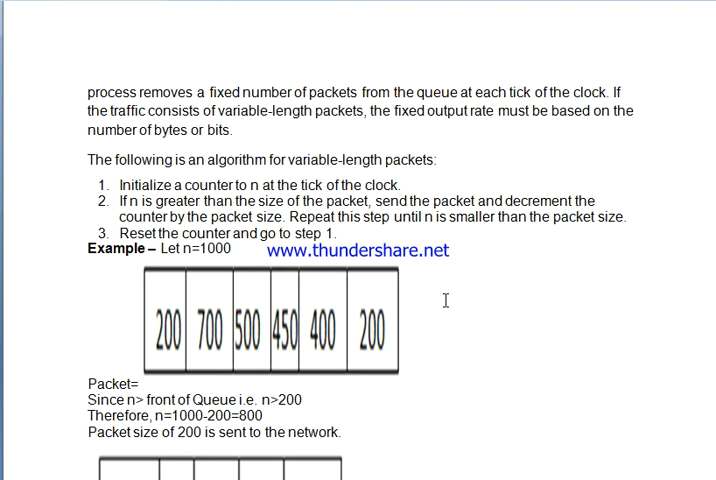 process removes a fixed number of packets from the queue at each tick of the clock. If
the traffic consists of variable-length packets, the fixed output rate must be based on the
number of bytes or bits.
The following is an algorithm for variable-length packets:
1. Initialize a counter to n at the tick of the clock.
2. If n is greater than the size of the packet, send the packet and decrement the
counter by the packet size. Repeat this step until n is smaller than the packet size.
3. Reset the counter and go to step 1.
Example – Let n=1000
www.thundershare.net
200 700 500 450 400 200
Packet=
Since n> front of Queue i.e. n>200
Therefore, n=1000-200=800
Packet size of 200 is sent to the network.